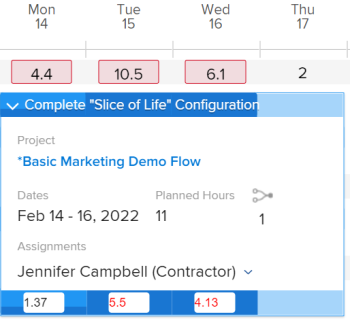 Mon Tue Wed Thu
14 15 16 17
4.4 10.5 6.1 2
Complete "Slice of Life" Configuration
Project
*Basic Marketing Demo Flow
Dates Planned Hours
Feb 14 - 16, 2022 11 1
Assignments
Jennifer Campbell (Contractor)
1.37 5.5 4.13